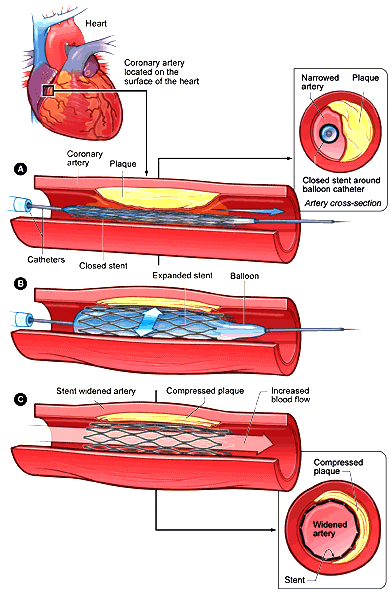 Heart
Coronary artery
located on the
surface of the heart
Narrowed
artery
Plaque
Closed stent around
balloon catheter
Artery cross-section
A
Coronary
artery
Plaque
Catheters
Closed stent
B
Expanded stent
Balloon
C
Stent widened artery
Compressed plaque
Increased
blood flow
Compressed
plaque
Widened
artery
Stent